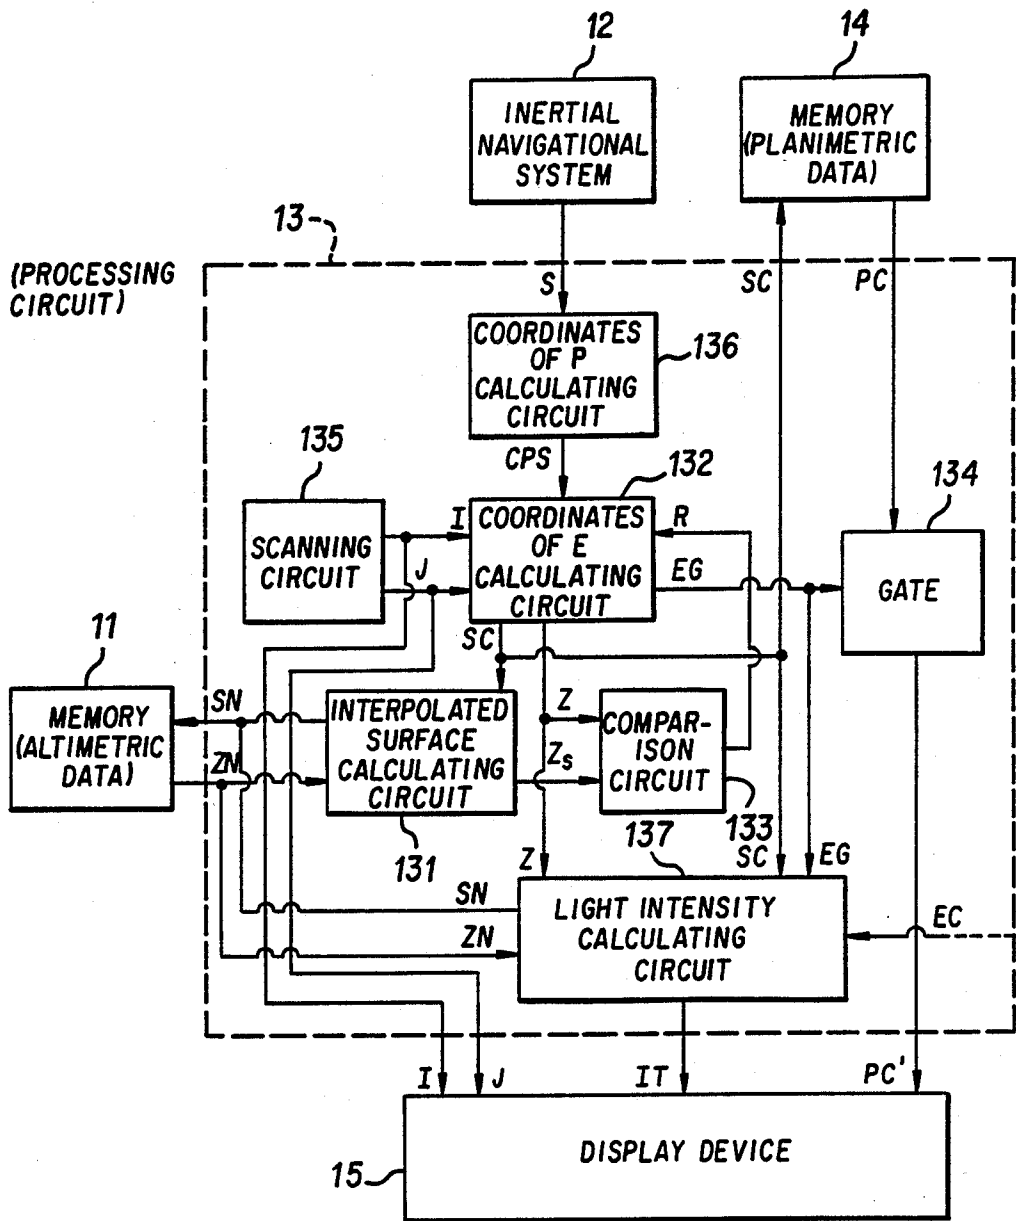 12
14
INERTIAL
NAVIGATIONAL
SYSTEM
MEMORY
(PLANIMETRIC
DATA)
13
(PROCESSING
CIRCUIT)
S
SC
PC
COORDINATES
OF P
CALCULATING
CIRCUIT
136
135
CPS
132
134
SCANNING
CIRCUIT
I
J
COORDINATES
OF E
CALCULATING
CIRCUIT
R
EG
GATE
11
SC
MEMORY
(ALTIMETRIC
DATA)
SN
ZN
INTERPOLATED
SURFACE
CALCULATING
CIRCUIT
Z
Zs
COMPAR-
ISON
CIRCUIT
131
137
133
Z
SC
EG
SN
ZN
LIGHT INTENSITY
CALCULATING
CIRCUIT
EC
I
J
IT
PC'
DISPLAY DEVICE
15